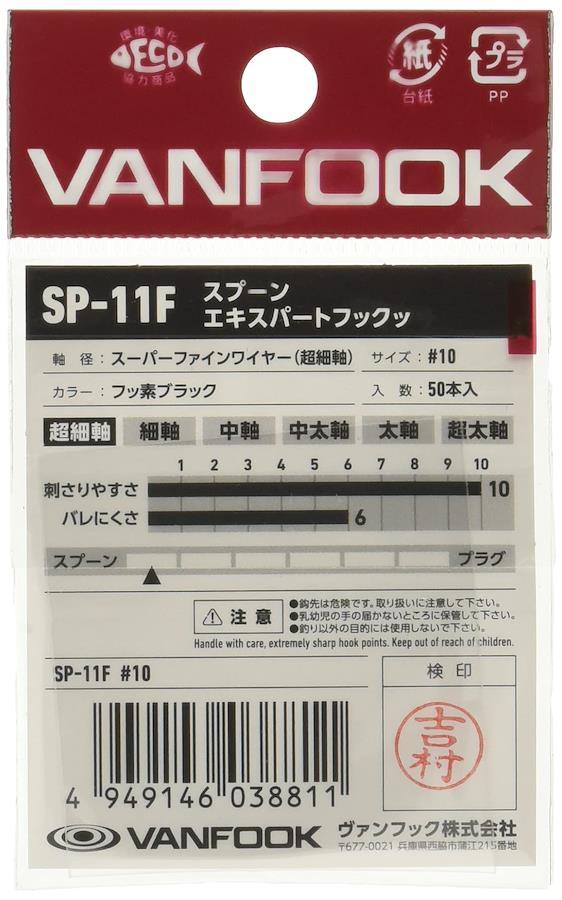 環境・美化
ECO
協力商品
紙
台紙
プラ
PP
VANFOOK
SP-11F
スプーン
エキスパートフックッ
軸 径：スーパーファインワイヤー(超細軸)
サイズ：#10
カラー：フッ素ブラック
入 数：50本入
超細軸 細軸 中軸 中太軸 太軸 超太軸
1 2 3 4 5 6 7 8 9 10
刺さりやすさ 10
バレにくさ 6
スプーン プラグ
注意
●鈎先は危険です。取り扱いに注意して下さい。
●乳幼児の手の届かないところに保管して下さい。
●釣り以外の目的には使用しないで下さい。
Handle with care, extremely sharp hook points. Keep out of reach of children.
SP-11F #10
検印
吉村
4 949146 038811
VANFOOK
ヴァンフック株式会社
〒677-0021 兵庫県西脇市蒲江215番地